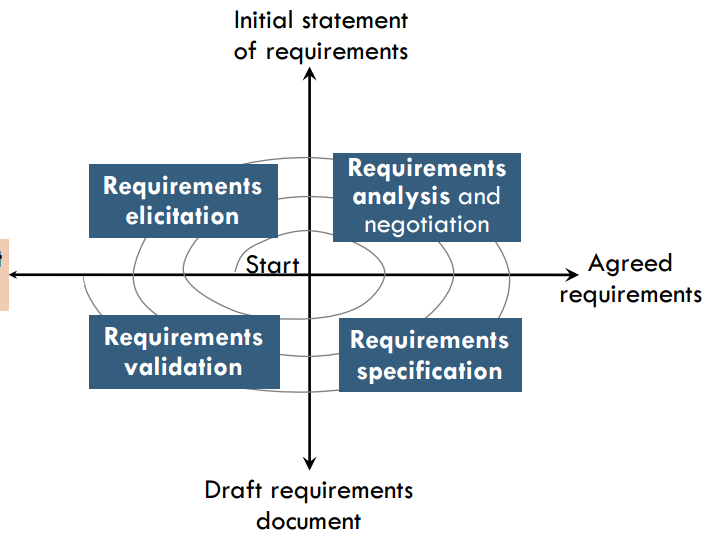 Initial statement
of requirements
Requirements
elicitation
Requirements
analysis and
negotiation
Start
Agreed
requirements
Requirements
validation
Requirements
specification
Draft requirements
document